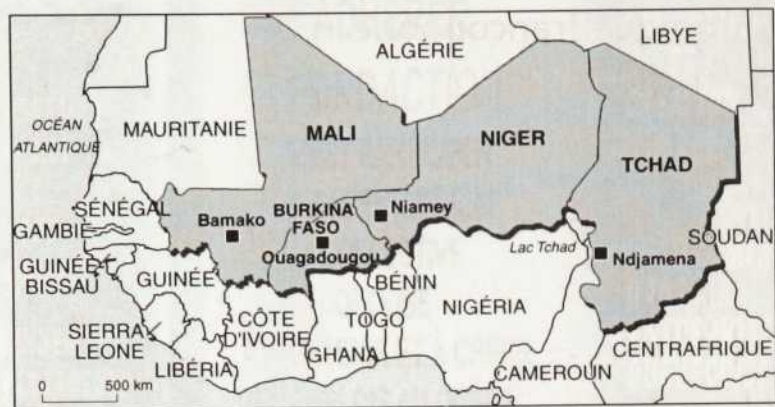 LIBYE
ALGÉRIE
OCÉAN
ATLANTIQUE
MAURITANIE
MALI
NIGER
TCHAD
SÉNÉGAL
GAMBIE
Bamako
BURKINA
FASO
Niamey
Ouagadougou
Lac Tchad
SOUDAN
Ndjamena
GUINÉE
BISSAU
GUINÉE
BÉNIN
NIGÉRIA
SIERRA
LEONE
CÔTE
D'IVOIRE
TOGO
GHANA
LIBÉRIA
CENTRAFRIQUE
CAMEROUN
0 500 km